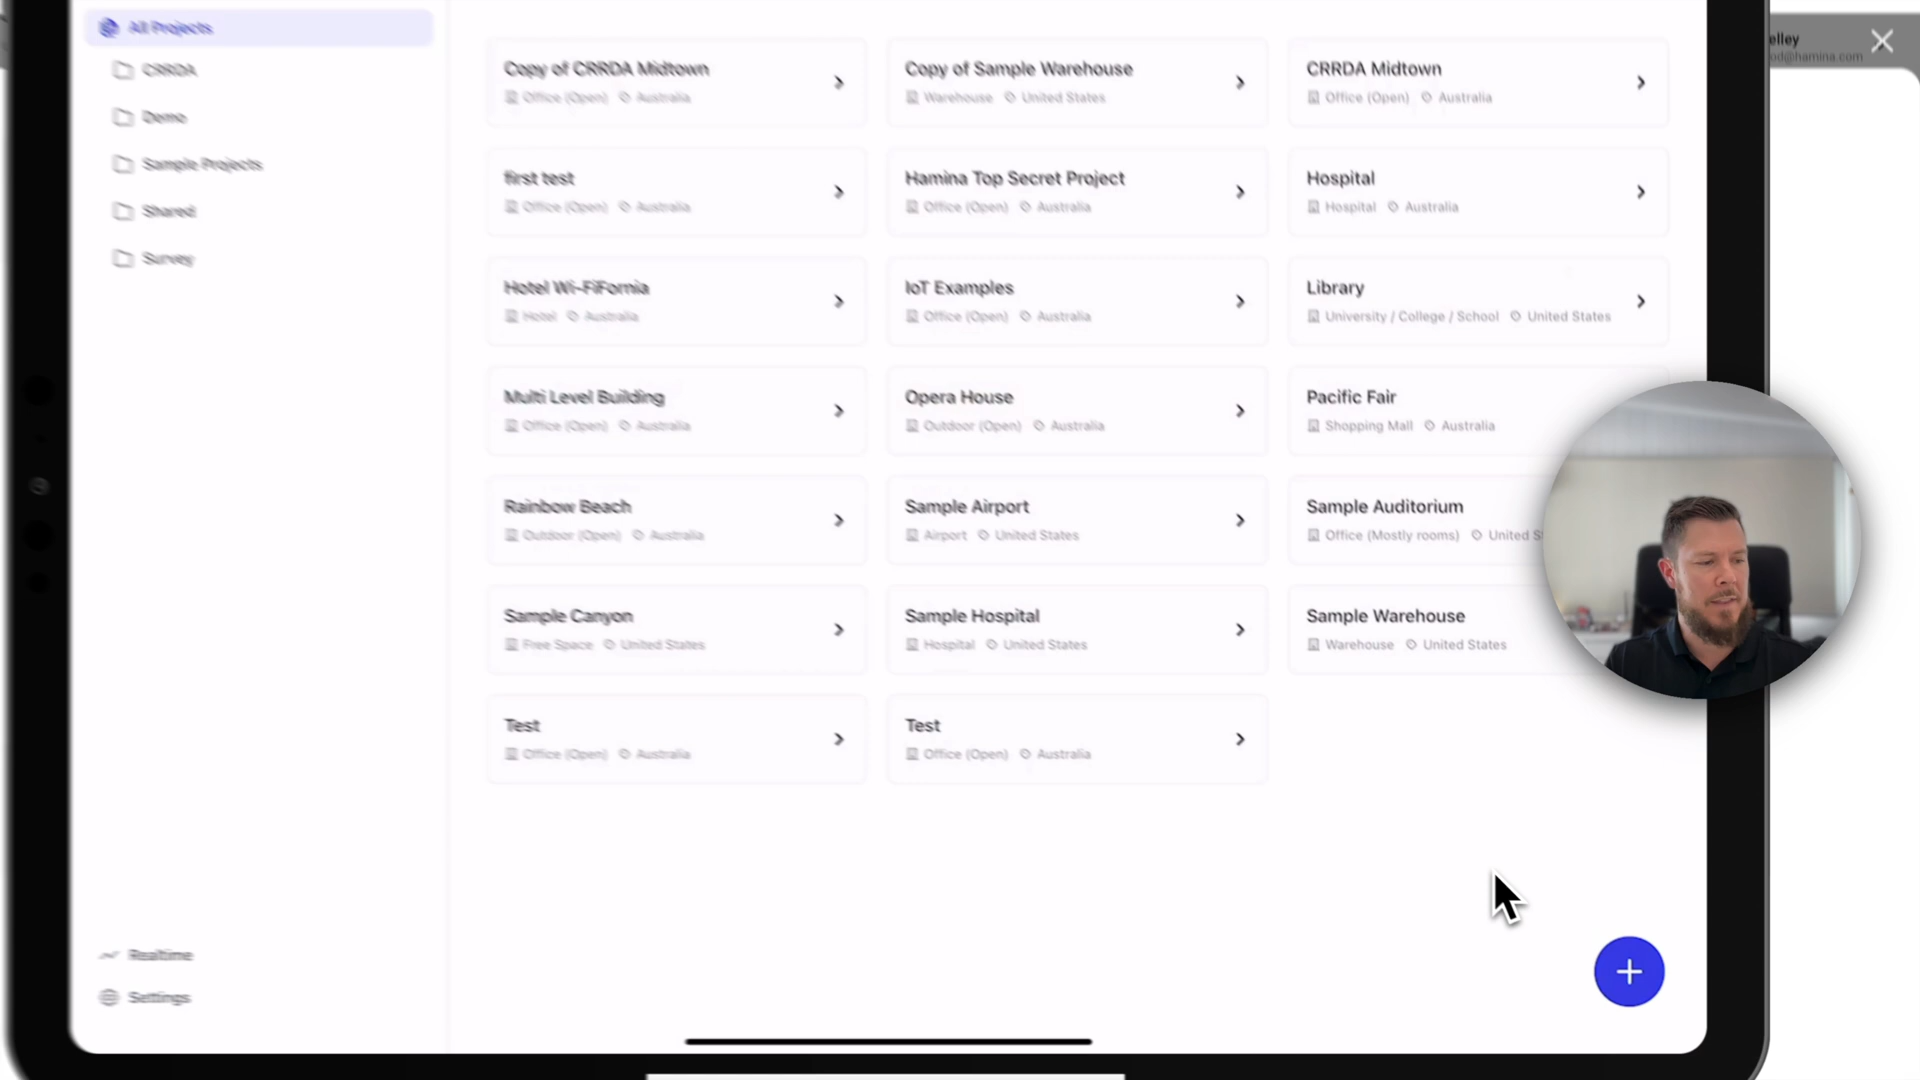 All Projects
CRRDA
Demo
Sample Projects
Shared
Survey
Realtime
Settings
Copy of CRRDA Midtown
Office (Open) Australia
Copy of Sample Warehouse
Warehouse United States
CRRDA Midtown
Office (Open) Australia
first test
Office (Open) Australia
Hamina Top Secret Project
Office (Open) Australia
Hospital
Hospital Australia
Hotel Wi-FiFornia
Hotel Australia
IoT Examples
Office (Open) Australia
Library
University / College / School United States
Multi Level Building
Office (Open) Australia
Opera House
Outdoor (Open) Australia
Pacific Fair
Shopping Mall Australia
Rainbow Beach
Outdoor (Open) Australia
Sample Airport
Airport United States
Sample Auditorium
Office (Mostly rooms) United S
Sample Canyon
Free Space United States
Sample Hospital
Hospital United States
Sample Warehouse
Warehouse United States
Test
Office (Open) Australia
Test
Office (Open) Australia
elley
od@hamina.com